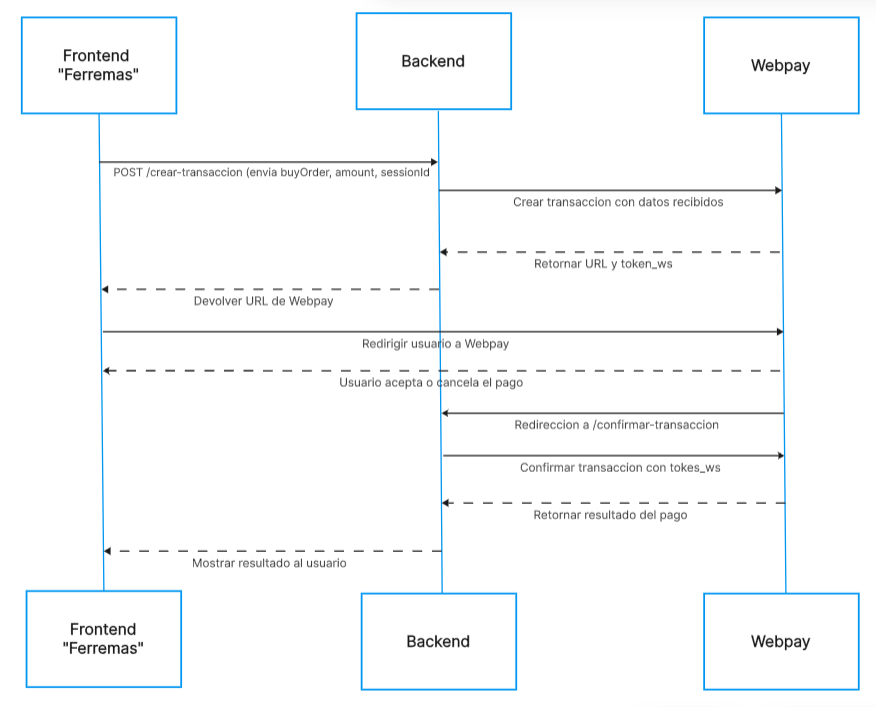 Frontend
"Ferremas"
Backend
Webpay
POST /crear-transaccion (envia buyOrder, amount, sessionId
Crear transaccion con datos recibidos
Retornar URL y token_ws
Devolver URL de Webpay
Redirigir usuario a Webpay
Usuario acepta o cancela el pago
Redireccion a /confirmar-transaccion
Confirmar transaccion con tokes_ws
Retornar resultado del pago
Mostrar resultado al usuario
Frontend
"Ferremas"
Backend
Webpay